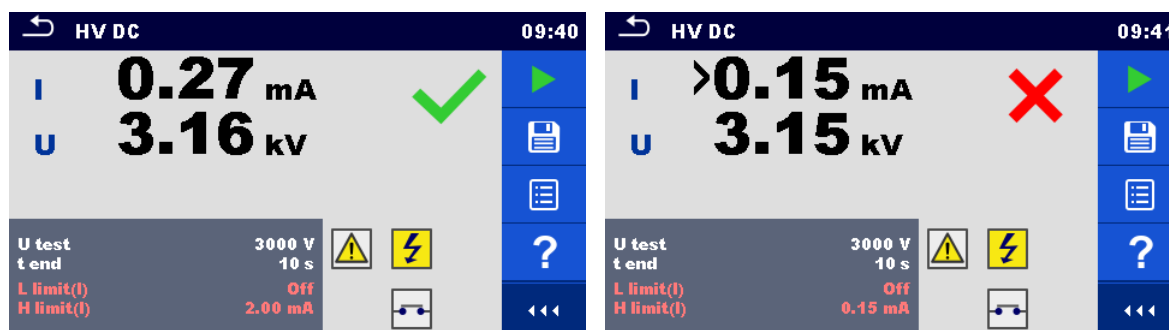 HV DC 09:40
I 0.27 mA
U 3.16 kV
U test 3000 V
t end 10 s
L limit(I) Off
H limit(I) 2.00 mA
?
HV DC 09:41
I >0.15 mA
U 3.15 kV
U test 3000 V
t end 10 s
L limit(I) Off
H limit(I) 0.15 mA
?